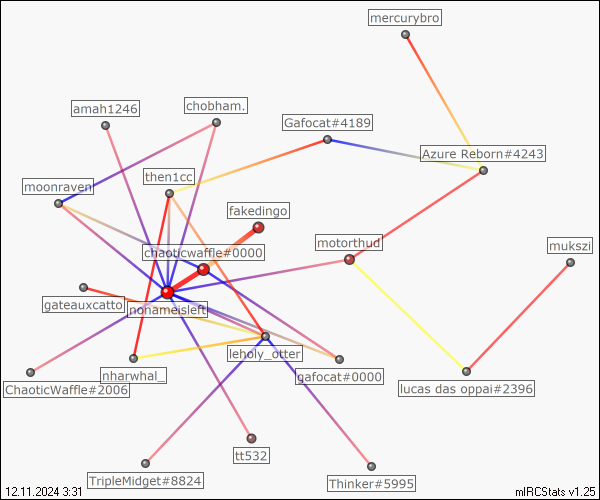 mercurybro
amah1246
chobham.
Gafocat#4189
Azure Reborn#4243
then1cc
moonraven
fakedingo
motorthud
mukszi
chaoticwaffle#0000
gateauxcatto
nonameisleft
leholy_otter
nharwhal_
gafocat#0000
ChaoticWaffle#2006
lucas das oppai#2396
tt532
TripleMidget#8824
Thinker#5995
12.11.2024 3:31
mIRCStats v1.25